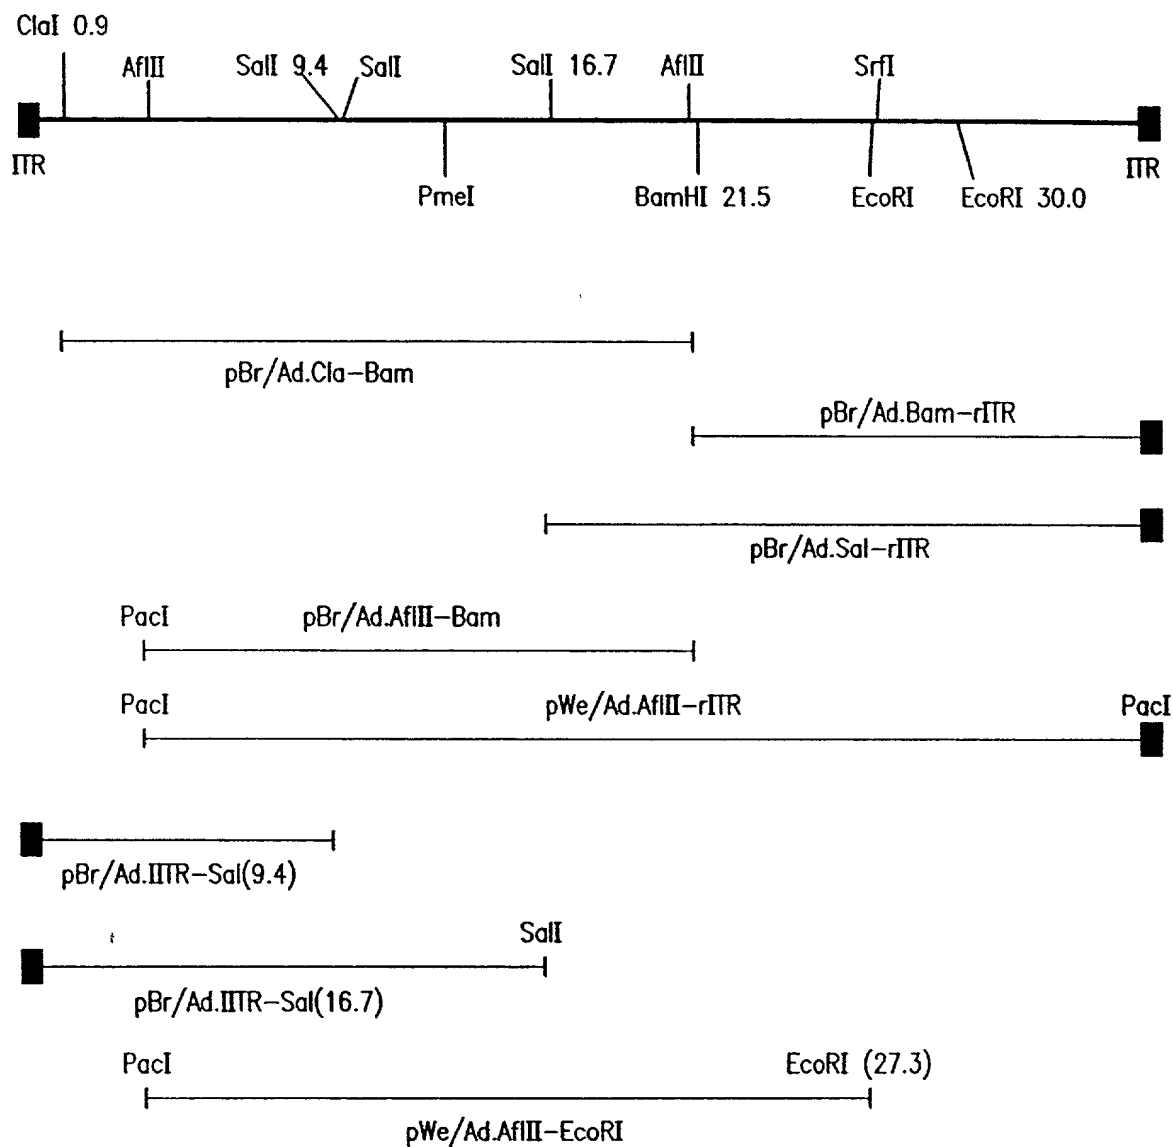 ClaI 0.9
AflII
SalI 9.4
SalI
SalI 16.7
AflII
SrfI
ITR
ITR
PmeI
BamHI 21.5
EcoRI
EcoRI 30.0
pBr/Ad.Cla-Bam
pBr/Ad.Bam-rITR
pBr/Ad.Sal-rITR
PacI
pBr/Ad.AflII-Bam
PacI
pWe/Ad.AflII-rITR
PacI
pBr/Ad.lITR-Sal(9.4)
SalI
pBr/Ad.lITR-Sal(16.7)
PacI
EcoRI (27.3)
pWe/Ad.AflII-EcoRI